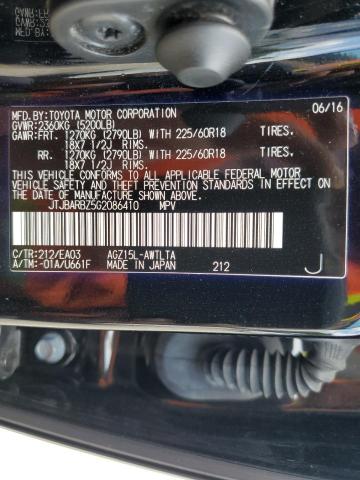 MFD.BY:TOYOTA MOTOR CORPORATION 06/16
GVWR:2360KG (5200LB)
GAWR:FRT. 1270KG (2790LB) WITH 225/60R18 TIRES.
18X7 1/2J RIMS.
RR. 1270KG (2790LB) WITH 225/60R18 TIRES.
18X7 1/2J RIMS.
THIS VEHICLE CONFORMS TO ALL APPLICABLE FEDERAL MOTOR
VEHICLE SAFETY AND THEFT PREVENTION STANDARDS IN
EFFECT ON THE DATE OF MANUFACTURE SHOWN ABOVE.
JTJBARBZ5G2086410 MPV
C/TR:212/EA03 AGZ15L-AWTLTA
A/TM:-01A/U661F MADE IN JAPAN 212 J